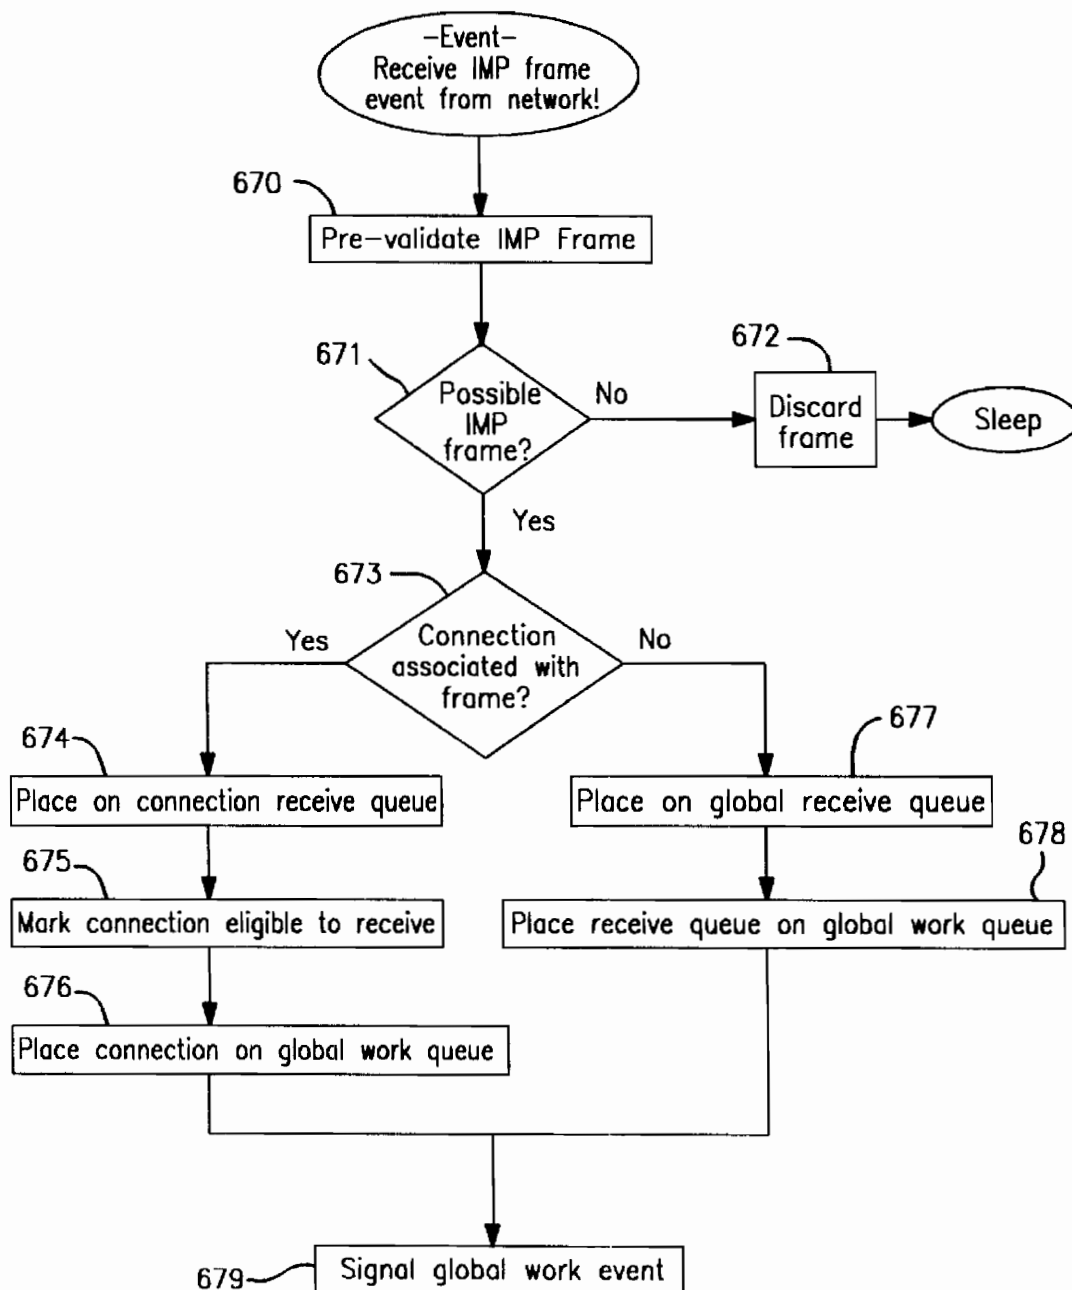 -Event-
Receive IMP frame
event from network!
670
Pre-validate IMP Frame
671
Possible
IMP
frame?
No
672
Discard
frame
Sleep
Yes
673
Connection
associated with
frame?
Yes
No
674
Place on connection receive queue
677
Place on global receive queue
675
Mark connection eligible to receive
678
Place receive queue on global work queue
676
Place connection on global work queue
679
Signal global work event